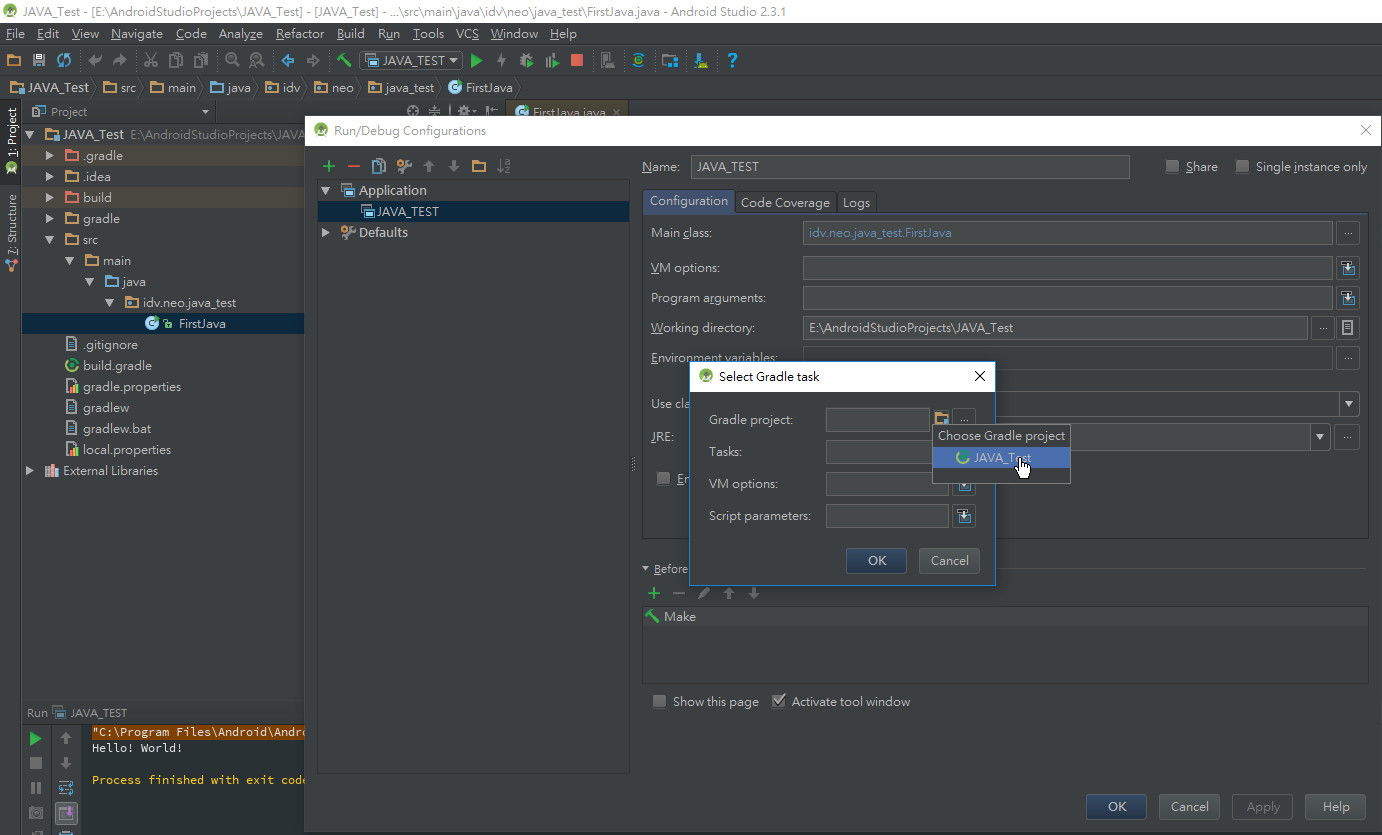 JAVA_Test - [E:\AndroidStudioProjects\JAVA_Test] - [JAVA_Test] - ...\src\main\java\idv\neo\java_test\FirstJava.java - Android Studio 2.3.1
File Edit View Navigate Code Analyze Refactor Build Run Tools VCS Window Help
JAVA_TEST
JAVA_Test src main java idv neo java_test FirstJava
1: Project
7: Structure
Project
FirstJava.java
JAVA_Test E:\AndroidStudioProjects\JAVA
.gradle
.idea
build
gradle
src
main
java
idv.neo.java_test
FirstJava
.gitignore
build.gradle
gradle.properties
gradlew
gradlew.bat
local.properties
External Libraries
Run/Debug Configurations
Application
JAVA_TEST
Defaults
Name: JAVA_TEST Share Single instance only
Configuration Code Coverage Logs
Main class: idv.neo.java_test.FirstJava ...
VM options:
Program arguments:
Working directory: E:\AndroidStudioProjects\JAVA_Test ...
Environment variables: ...
Use cla
JRE: ...
En
Select Gradle task
Gradle project: ...
Choose Gradle project
JAVA_Test
Tasks:
VM options:
Script parameters:
OK Cancel
Before
Make
Show this page Activate tool window
OK Cancel Apply Help
Run JAVA_TEST
"C:\Program Files\Android\Andro
Hello! World!
Process finished with exit code